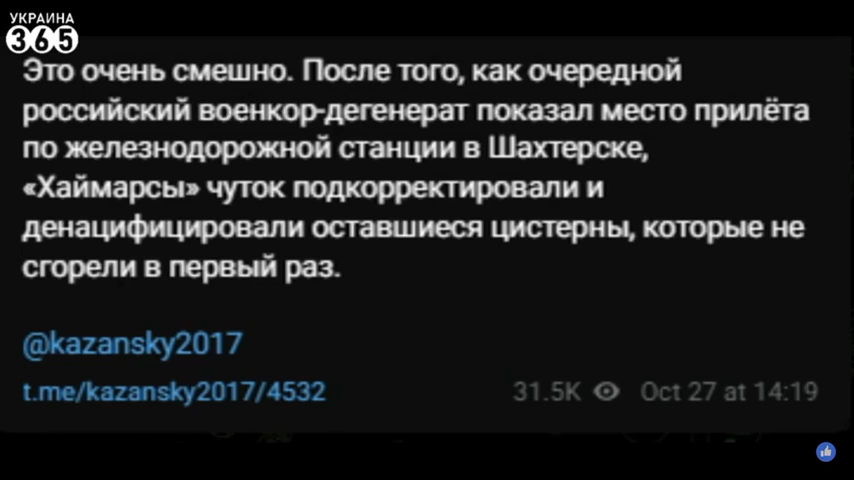 УКРАИНА
365
Это очень смешно. После того, как очередной
российский военкор-дегенерат показал место прилёта
по железнодорожной станции в Шахтерске,
«Хаймарсы» чуток подкорректировали и
денацифицировали оставшиеся цистерны, которые не
сгорели в первый раз.
@kazansky2017
t.me/kazansky2017/4532
31.5K Oct 27 at 14:19